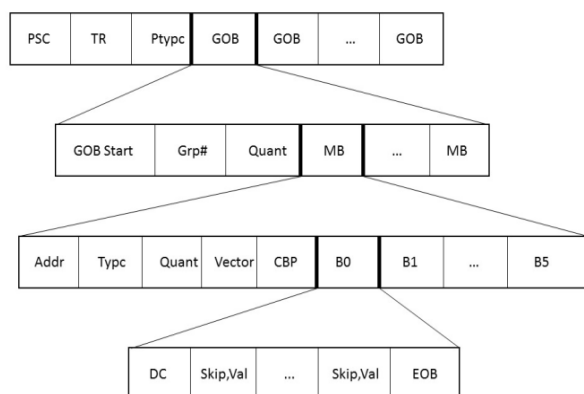 PSC TR Ptypc GOB GOB ... GOB
GOB Start Grp# Quant MB ... MB
Addr Typc Quant Vector CBP B0 B1 ... B5
DC Skip,Val ... Skip,Val EOB